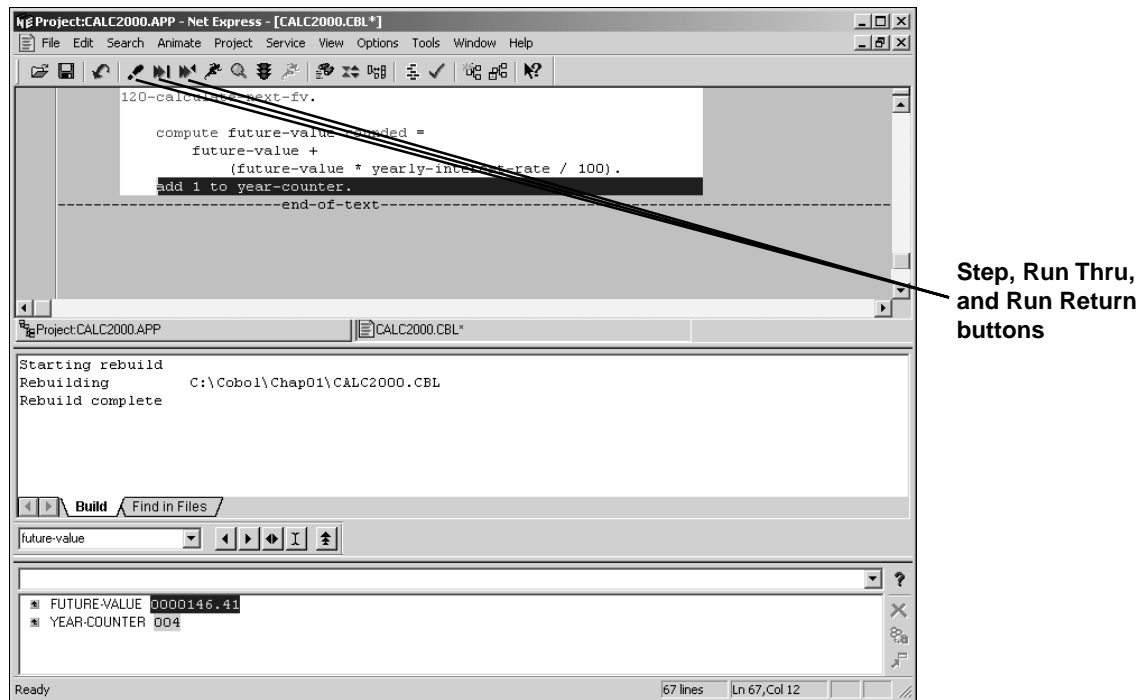 Project:CALC2000.APP - Net Express - [CALC2000.CBL*]
File Edit Search Animate Project Service View Options Tools Window Help
120-calculate-next-fv.
compute future-value rounded =
future-value +
(future-value * yearly-interest-rate / 100).
add 1 to year-counter.
end-of-text
Step, Run Thru,
and Run Return
buttons
Project:CALC2000.APP
CALC2000.CBL*
Starting rebuild
Rebuilding C:\Cobol\Chap01\CALC2000.CBL
Rebuild complete
Build
Find in Files
future-value
FUTURE-VALUE 0000146.41
YEAR-COUNTER 004
Ready
67 lines
Ln 67,Col 12